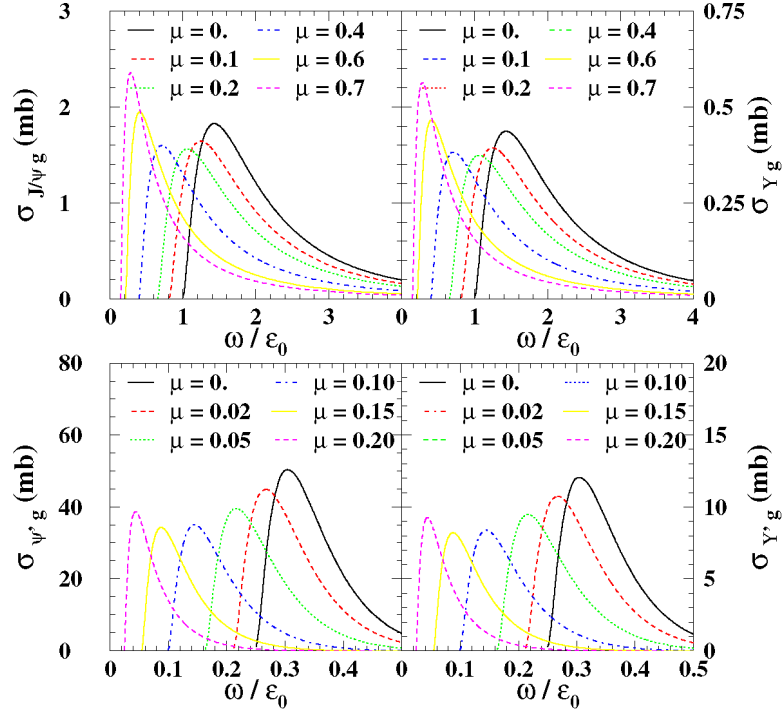 σ J/ψ g (mb)
3
2
1
0
μ = 0. μ = 0.4
μ = 0.1 μ = 0.6
μ = 0.2 μ = 0.7
0 1 2 3
ω / ε0
μ = 0. μ = 0.4
μ = 0.1 μ = 0.6
μ = 0.2 μ = 0.7
0.75
0.5
0.25
0
σ Y g (mb)
0 1 2 3 4
ω / ε0
σ ψ’ g (mb)
80
60
40
20
0
μ = 0. μ = 0.10
μ = 0.02 μ = 0.15
μ = 0.05 μ = 0.20
0 0.1 0.2 0.3 0.4
ω / ε0
μ = 0. μ = 0.10
μ = 0.02 μ = 0.15
μ = 0.05 μ = 0.20
20
15
10
5
0
σ Y’ g (mb)
0 0.1 0.2 0.3 0.4 0.5
ω / ε0